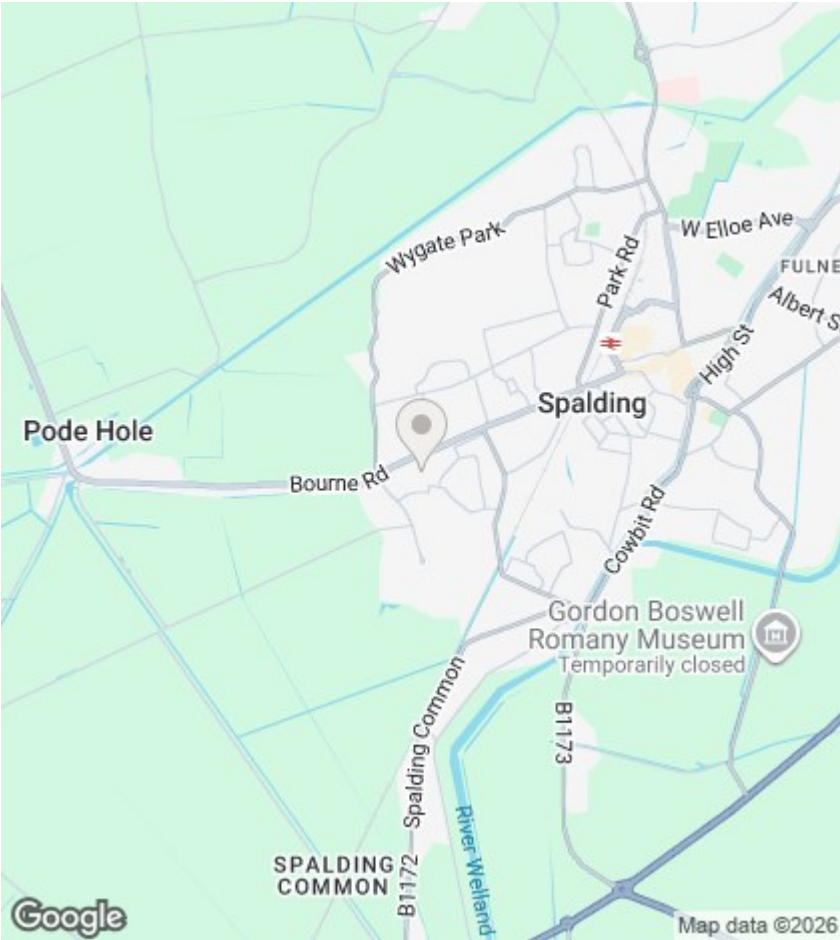 W Elloe Ave
Wygate Park
Park Rd
FULNE
Albert S
High St
Spalding
Pode Hole
Bourne Rd
Cowbit Rd
Gordon Boswell
Romany Museum
Temporarily closed
Spalding Common
B1173
River Welland
SPALDING
COMMON
B1172
Google
Map data ©2026